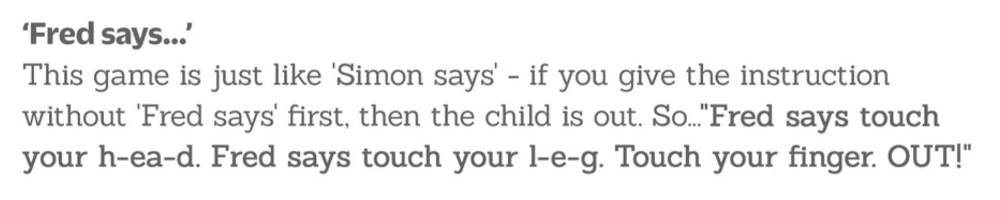 ‘Fred says...’
This game is just like 'Simon says' - if you give the instruction
without 'Fred says' first, then the child is out. So..."Fred says touch
your h-ea-d. Fred says touch your l-e-g. Touch your finger. OUT!"